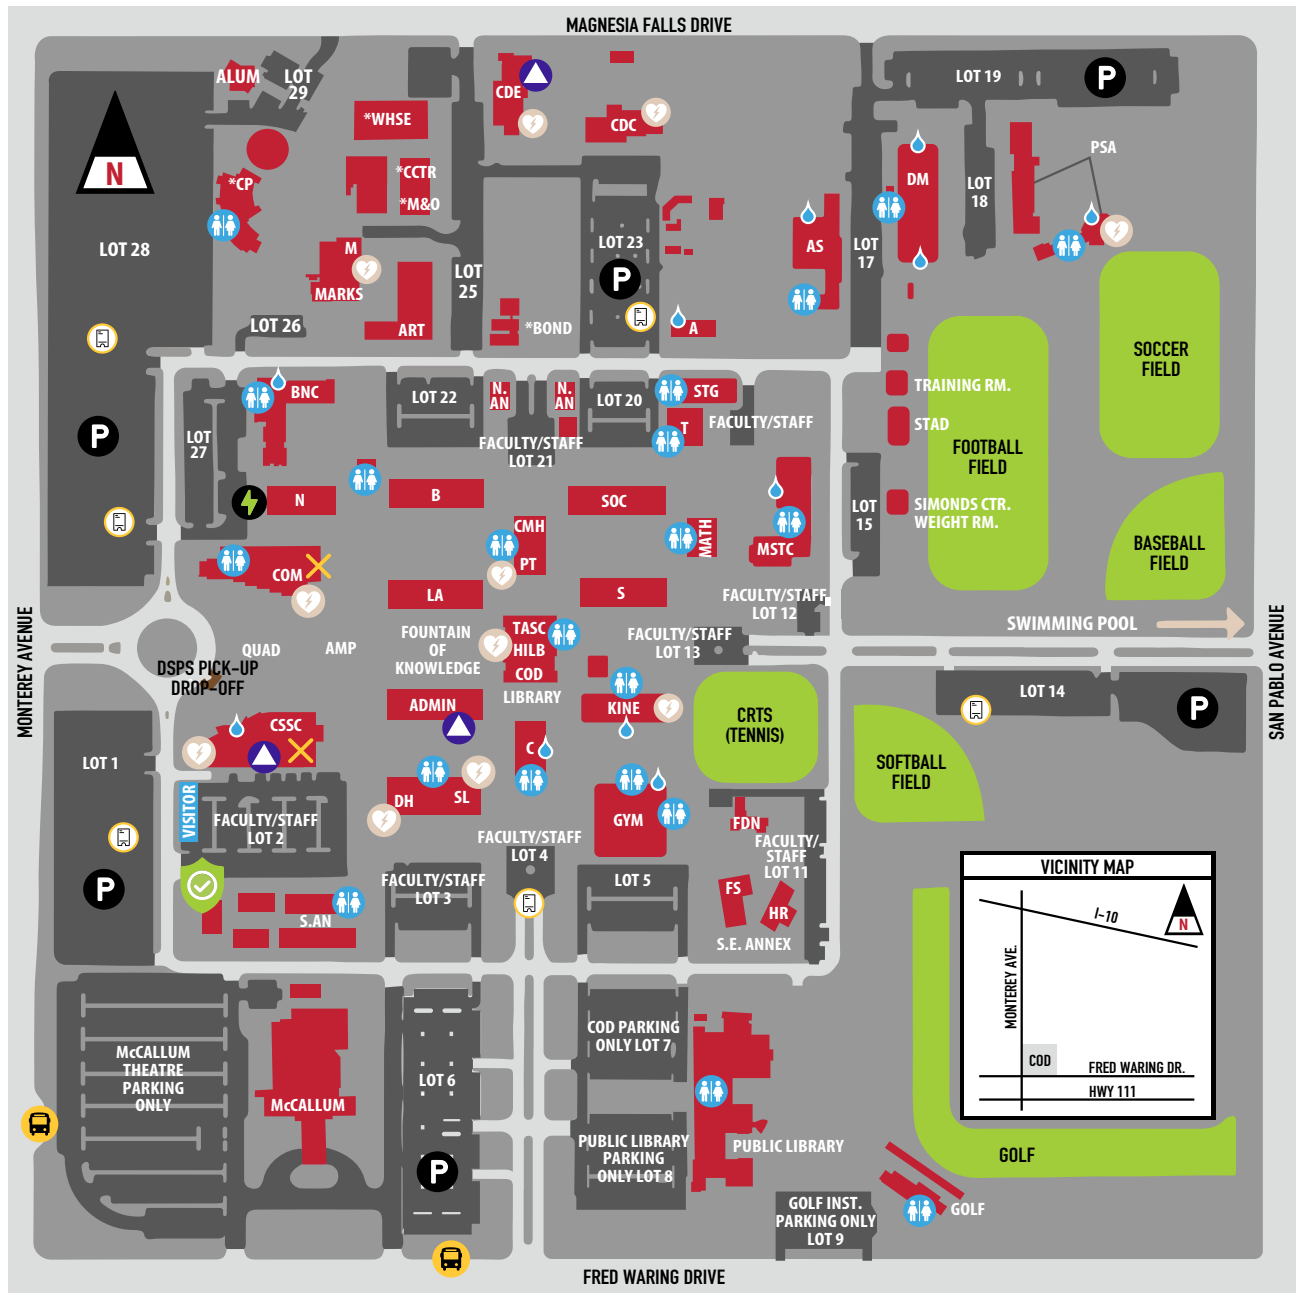 MAGNESIA FALLS DRIVE
ALUM
LOT
29
CDE
LOT 19
P
*WHSE
CDC
N
*CP
*CCTR
*M&O
DM
LOT
18
PSA
LOT 28
M
MARKS
LOT
25
LOT 23
P
AS
LOT
17
LOT 26
ART
*BOND
A
SOCCER
FIELD
BNC
LOT 22
N.
AN
N.
AN
LOT 20
STG
TRAINING RM.
P
LOT
27
FACULTY/STAFF
LOT 21
T
FACULTY/STAFF
STAD
FOOTBALL
FIELD
N
B
SOC
LOT
15
SIMONDS CTR.
WEIGHT RM.
CMH
PT
MATH
MSTC
BASEBALL
FIELD
COM
LA
S
FACULTY/STAFF
LOT 12
MONTEREY AVENUE
QUAD
AMP
FOUNTAIN
OF
KNOWLEDGE
TASC
HILB
COD
LIBRARY
FACULTY/STAFF
LOT 13
SWIMMING POOL
SAN PABLO AVENUE
DSPS PICK-UP
DROP-OFF
ADMIN
KINE
CRTS
(TENNIS)
LOT 14
P
CSSC
C
LOT 1
SOFTBALL
FIELD
VISITOR
FACULTY/STAFF
LOT 2
DH
SL
GYM
FDN
FACULTY/STAFF
LOT 4
FACULTY/
STAFF
LOT 11
P
FACULTY/STAFF
LOT 3
LOT 5
FS
HR
S.AN
S.E. ANNEX
VICINITY MAP
I-10
N
MONTEREY AVE.
COD
FRED WARING DR.
HWY 111
McCALLUM
THEATRE
PARKING
ONLY
McCALLUM
LOT 6
P
COD PARKING
ONLY LOT 7
PUBLIC LIBRARY
PARKING
ONLY LOT 8
PUBLIC LIBRARY
GOLF
GOLF INST.
PARKING ONLY
LOT 9
GOLF
FRED WARING DRIVE